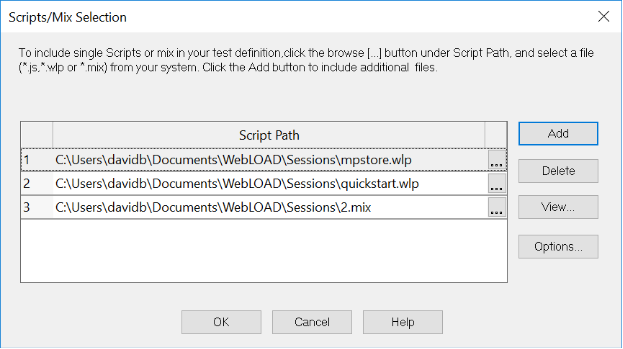 Scripts/Mix Selection
To include single Scripts or mix in your test definition,click the browse [...] button under Script Path, and select a file
(*.js,*.wlp or *.mix) from your system. Click the Add button to include additional files.
Script Path
Add
1 C:\Users\davidb\Documents\WebLOAD\Sessions\mpstore.wlp ...
Delete
2 C:\Users\davidb\Documents\WebLOAD\Sessions\quickstart.wlp ...
View...
3 C:\Users\davidb\Documents\WebLOAD\Sessions\2.mix ...
Options...
OK Cancel Help